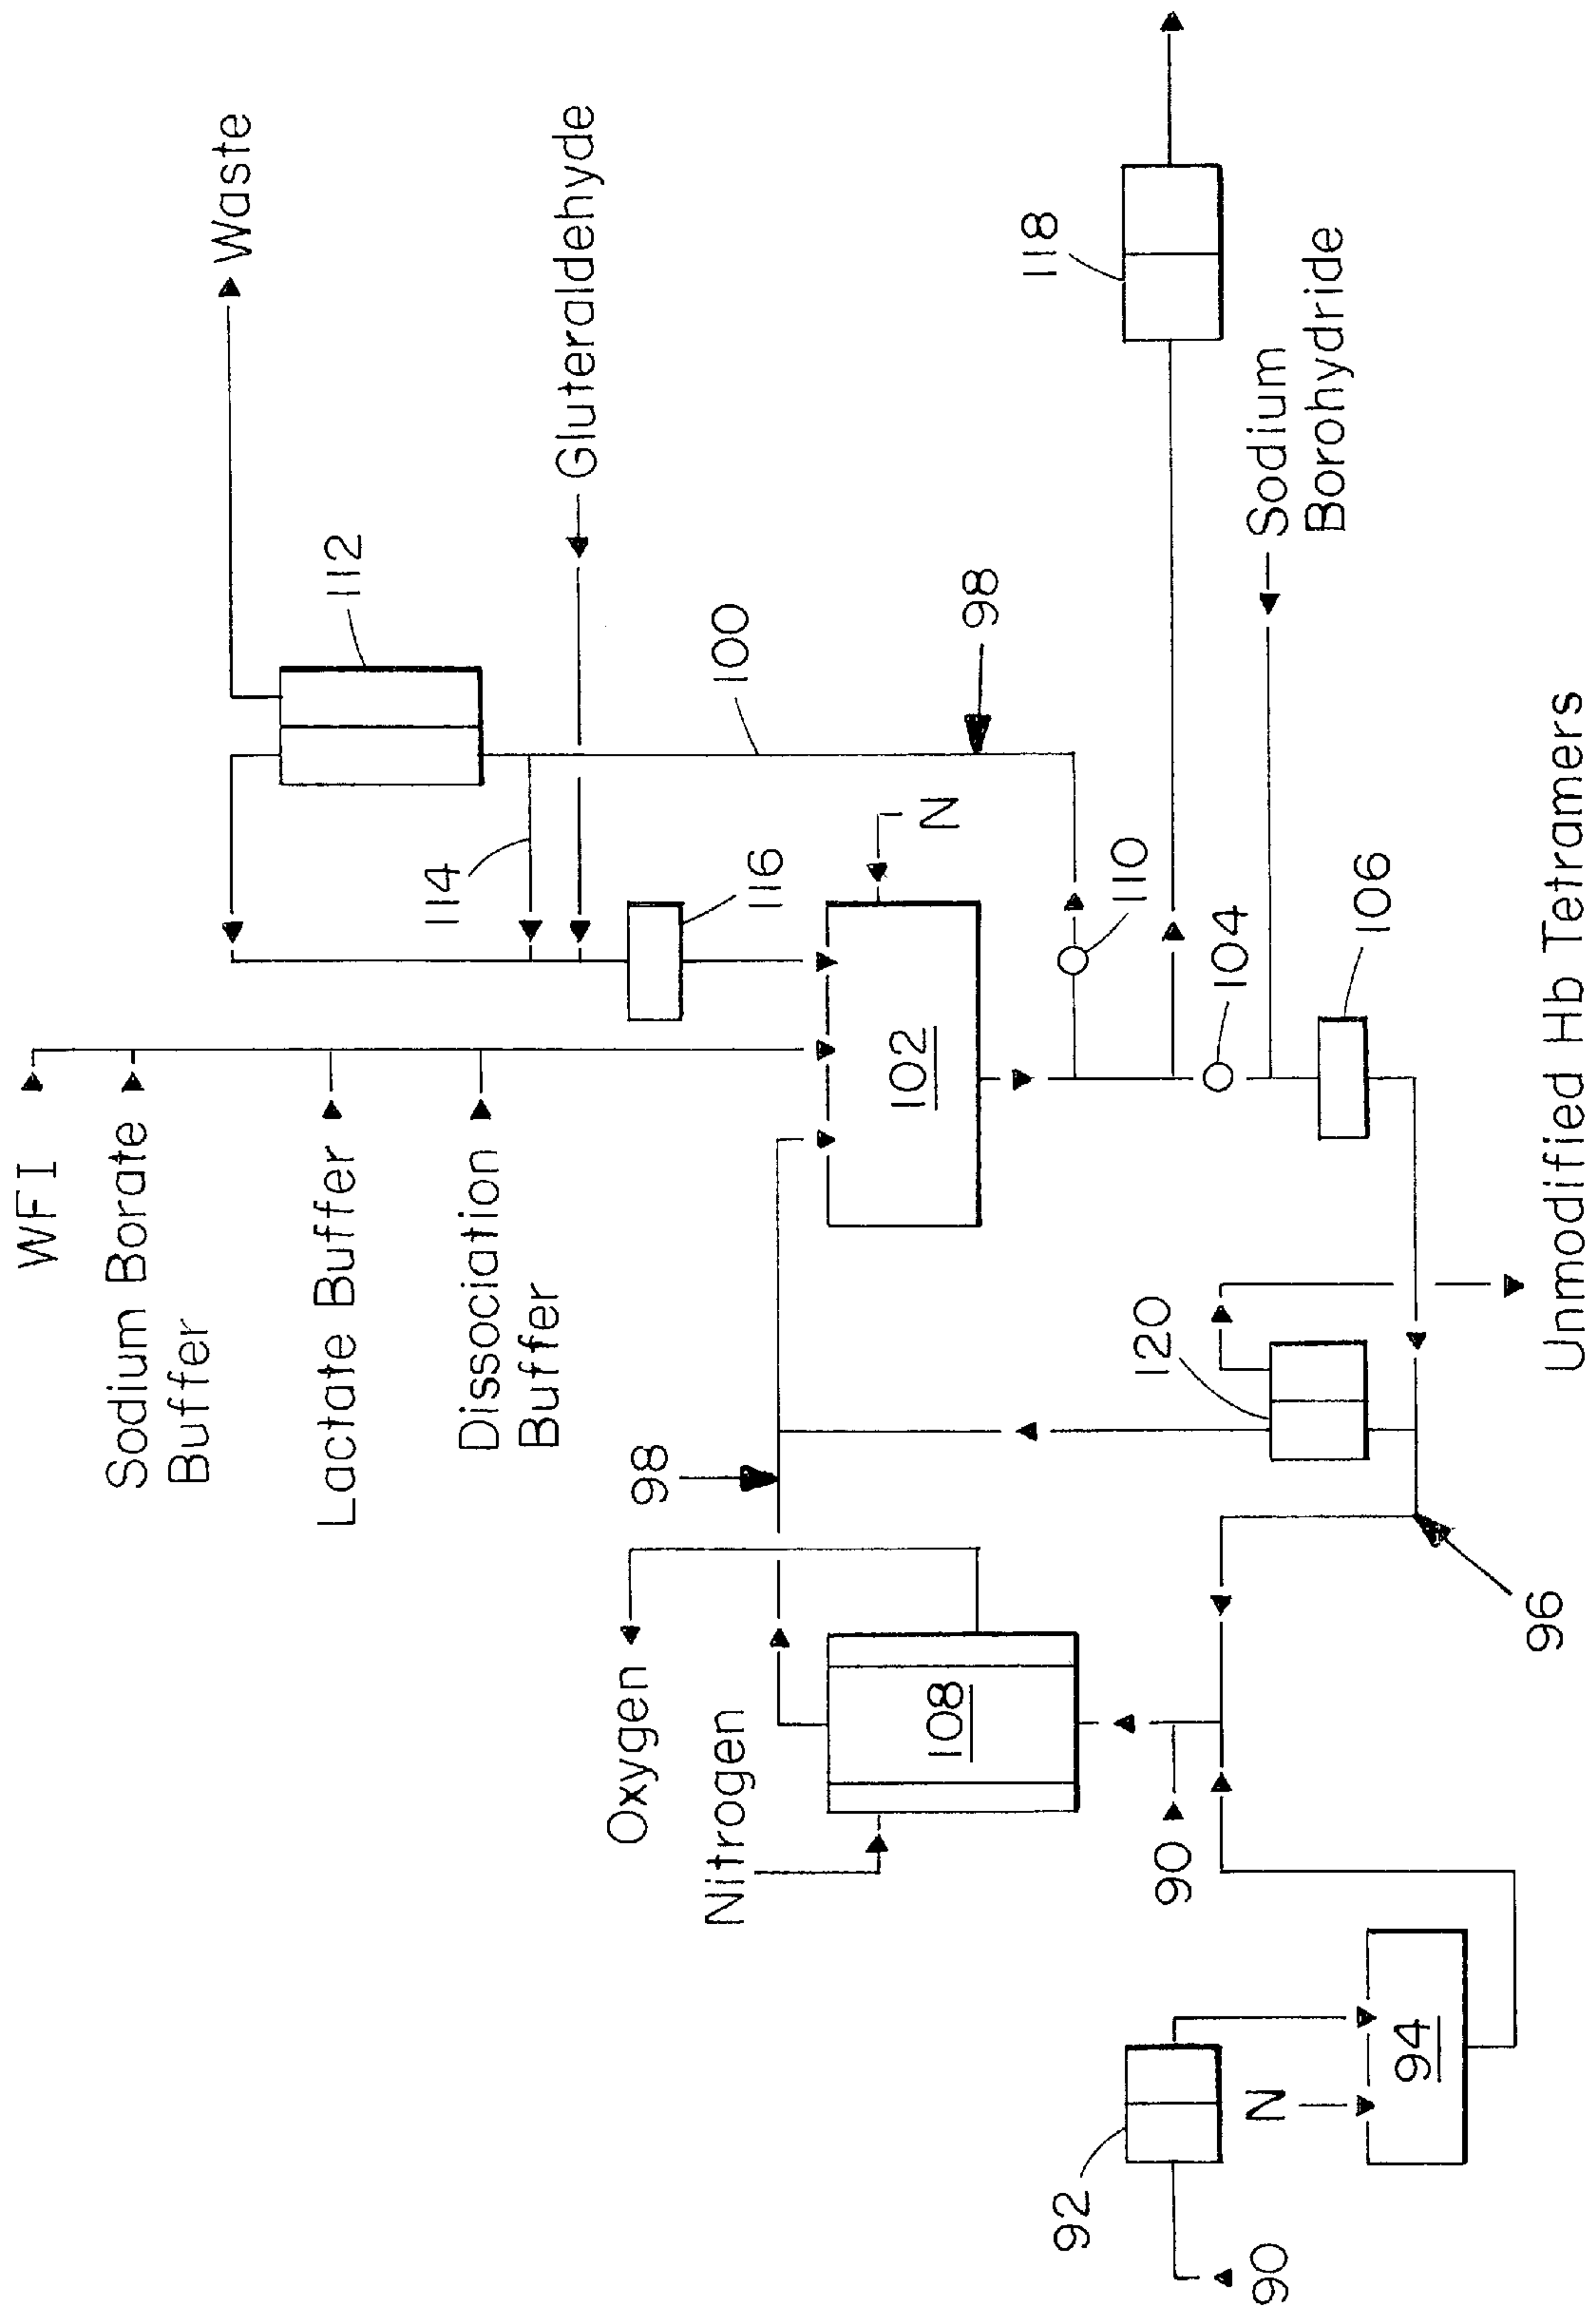 WFI
Sodium Borate
Buffer
Lactate Buffer
Dissociation
Buffer
Waste
Gluteraldehyde
112
114
100
116
N
98
98
Oxygen
Nitrogen
108
102
110
118
104
Sodium
Borohydride
106
120
90
96
Unmodified Hb Tetramers
92
90
N
94